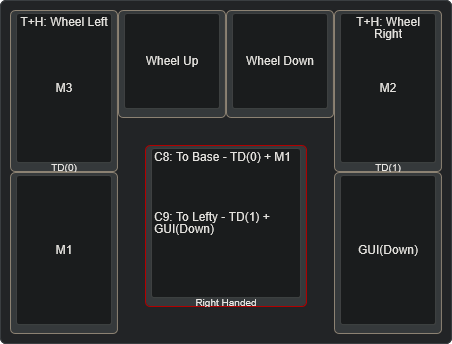 T+H: Wheel Left
M3
TD(0)
Wheel Up
Wheel Down
T+H: Wheel
Right
M2
TD(1)
C8: To Base - TD(0) + M1
C9: To Lefty - TD(1) +
GUI(Down)
Right Handed
M1
GUI(Down)